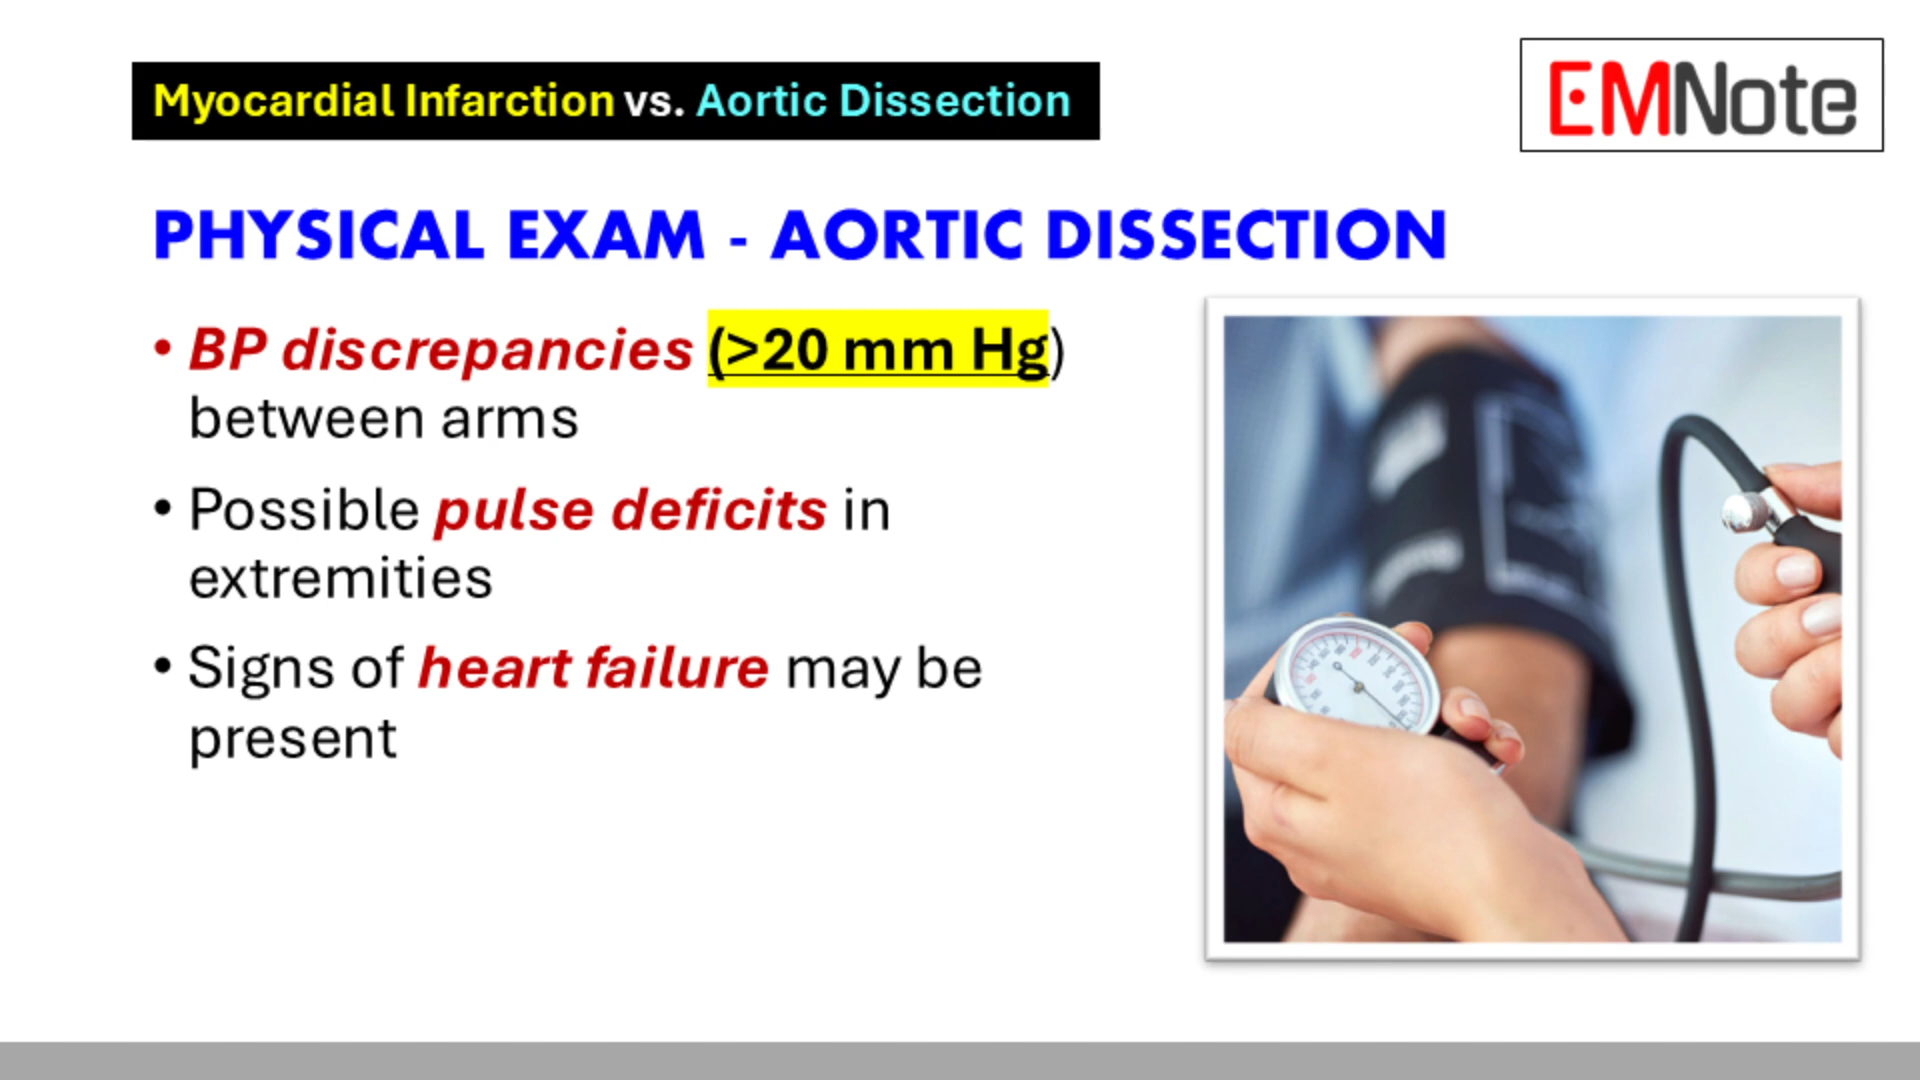 Myocardial Infarction vs. Aortic Dissection
EMNote
PHYSICAL EXAM - AORTIC DISSECTION
• BP discrepancies (>20 mm Hg)
between arms
• Possible pulse deficits in
extremities
• Signs of heart failure may be
present